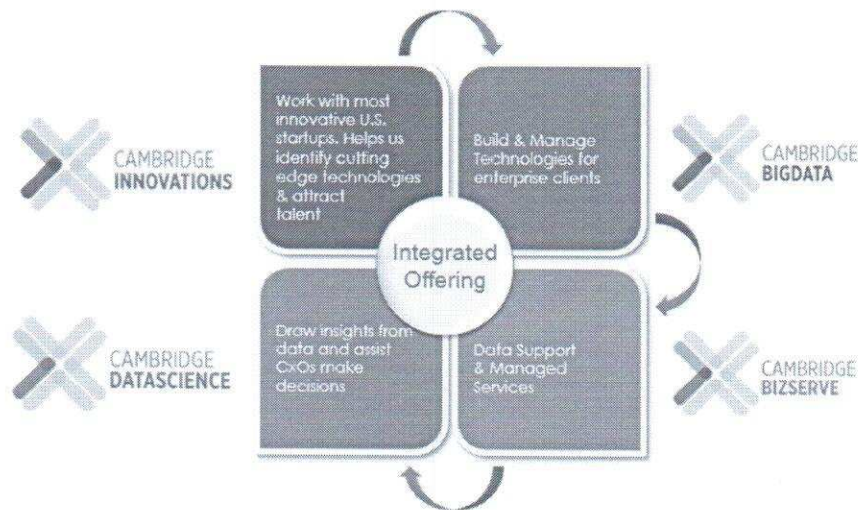 Work with most
innovative U.S.
startups. Helps us
identify cutting
edge technologies
& attract
talent
Build & Manage
Technologies for
enterprise clients
CAMBRIDGE
INNOVATIONS
CAMBRIDGE
BIGDATA
Integrated
Offering
Draw insights from
data and assist
CxOs make
decisions
Data Support
& Managed
Services
CAMBRIDGE
DATASCIENCE
CAMBRIDGE
BIZSERVE